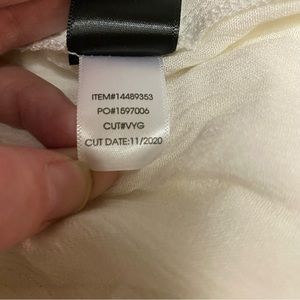 ITEM#14489353
PO#1597006
CUT#VYG
CUT DATE:11/2020